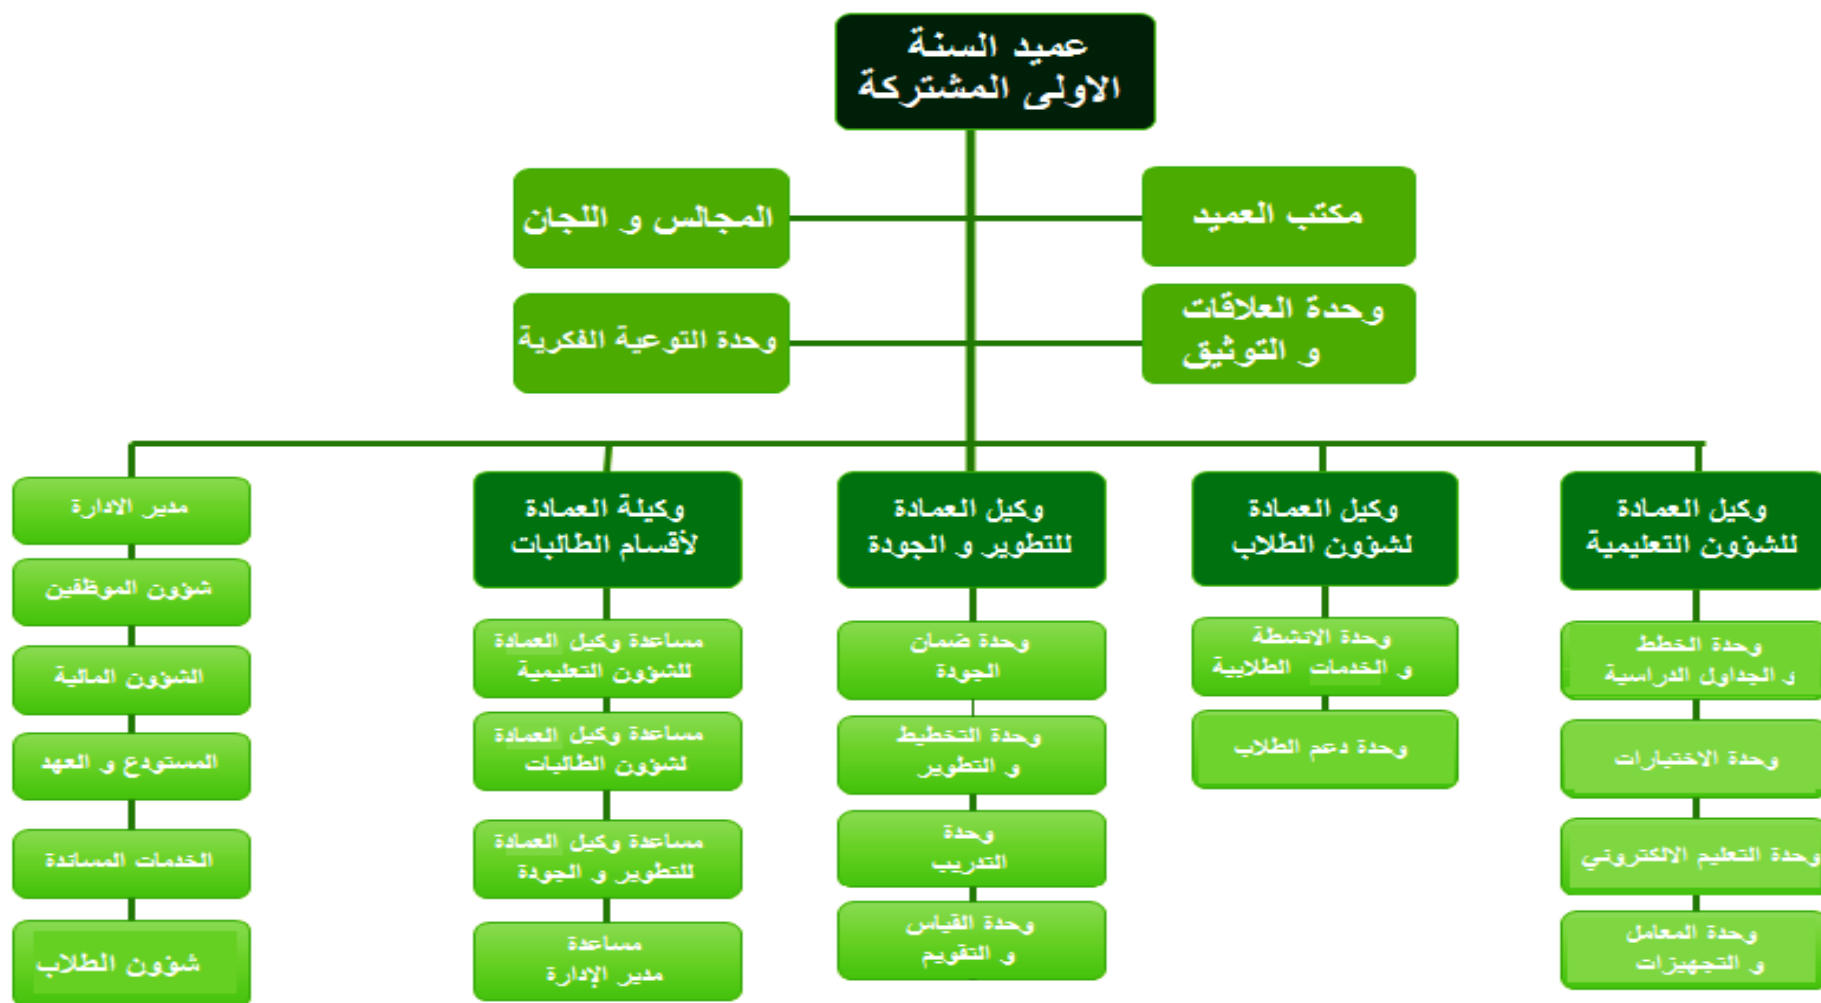 عميد السنة
الاولى المشتركة
مكتب العميد
المجالس و اللجان
وحدة العلاقات
و التوثيق
وحدة التوعية الفكرية
وكيل العمادة
للشؤون التعليمية
وحدة الخطط
و الجداول الدراسية
وحدة الاختبارات
وحدة التعليم الالكتروني
وحدة المعامل
و التجهيزات
وكيل العمادة
لشؤون الطلاب
وحدة الانشطة
و الخدمات الطلابية
وحدة دعم الطلاب
وكيل العمادة
للتطوير و الجودة
وحدة ضمان
الجودة
وحدة التخطيط
و التطوير
وحدة
التدريب
وحدة القياس
و التقويم
وكيلة العمادة
لأقسام الطالبات
مساعدة وكيل العمادة
للشؤون التعليمية
مساعدة وكيل العمادة
لشؤون الطالبات
مساعدة وكيل العمادة
للتطوير و الجودة
مساعدة
مدير الإدارة
مدير الادارة
شؤون الموظفين
الشؤون المالية
المستودع و العهد
الخدمات المساندة
شؤون الطلاب